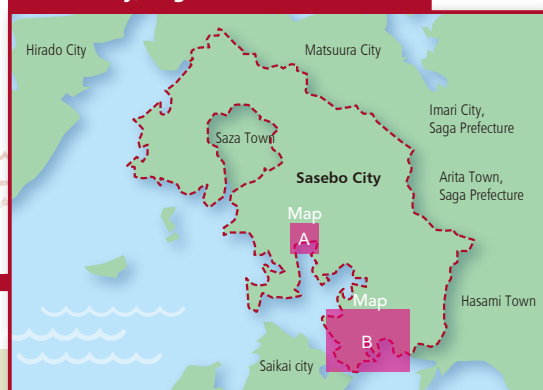 Hirado City
Matsuura City
Imari City,
Saga Prefecture
Saza Town
Sasebo City
Arita Town,
Saga Prefecture
Map
A
Map
B
Hasami Town
Saikai city